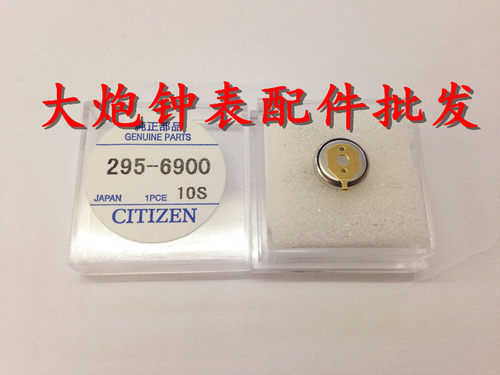 大炮钟表配件批发
純正部品
GENUINE PARTS
295-6900
JAPAN 1PCE 10S
CITIZEN